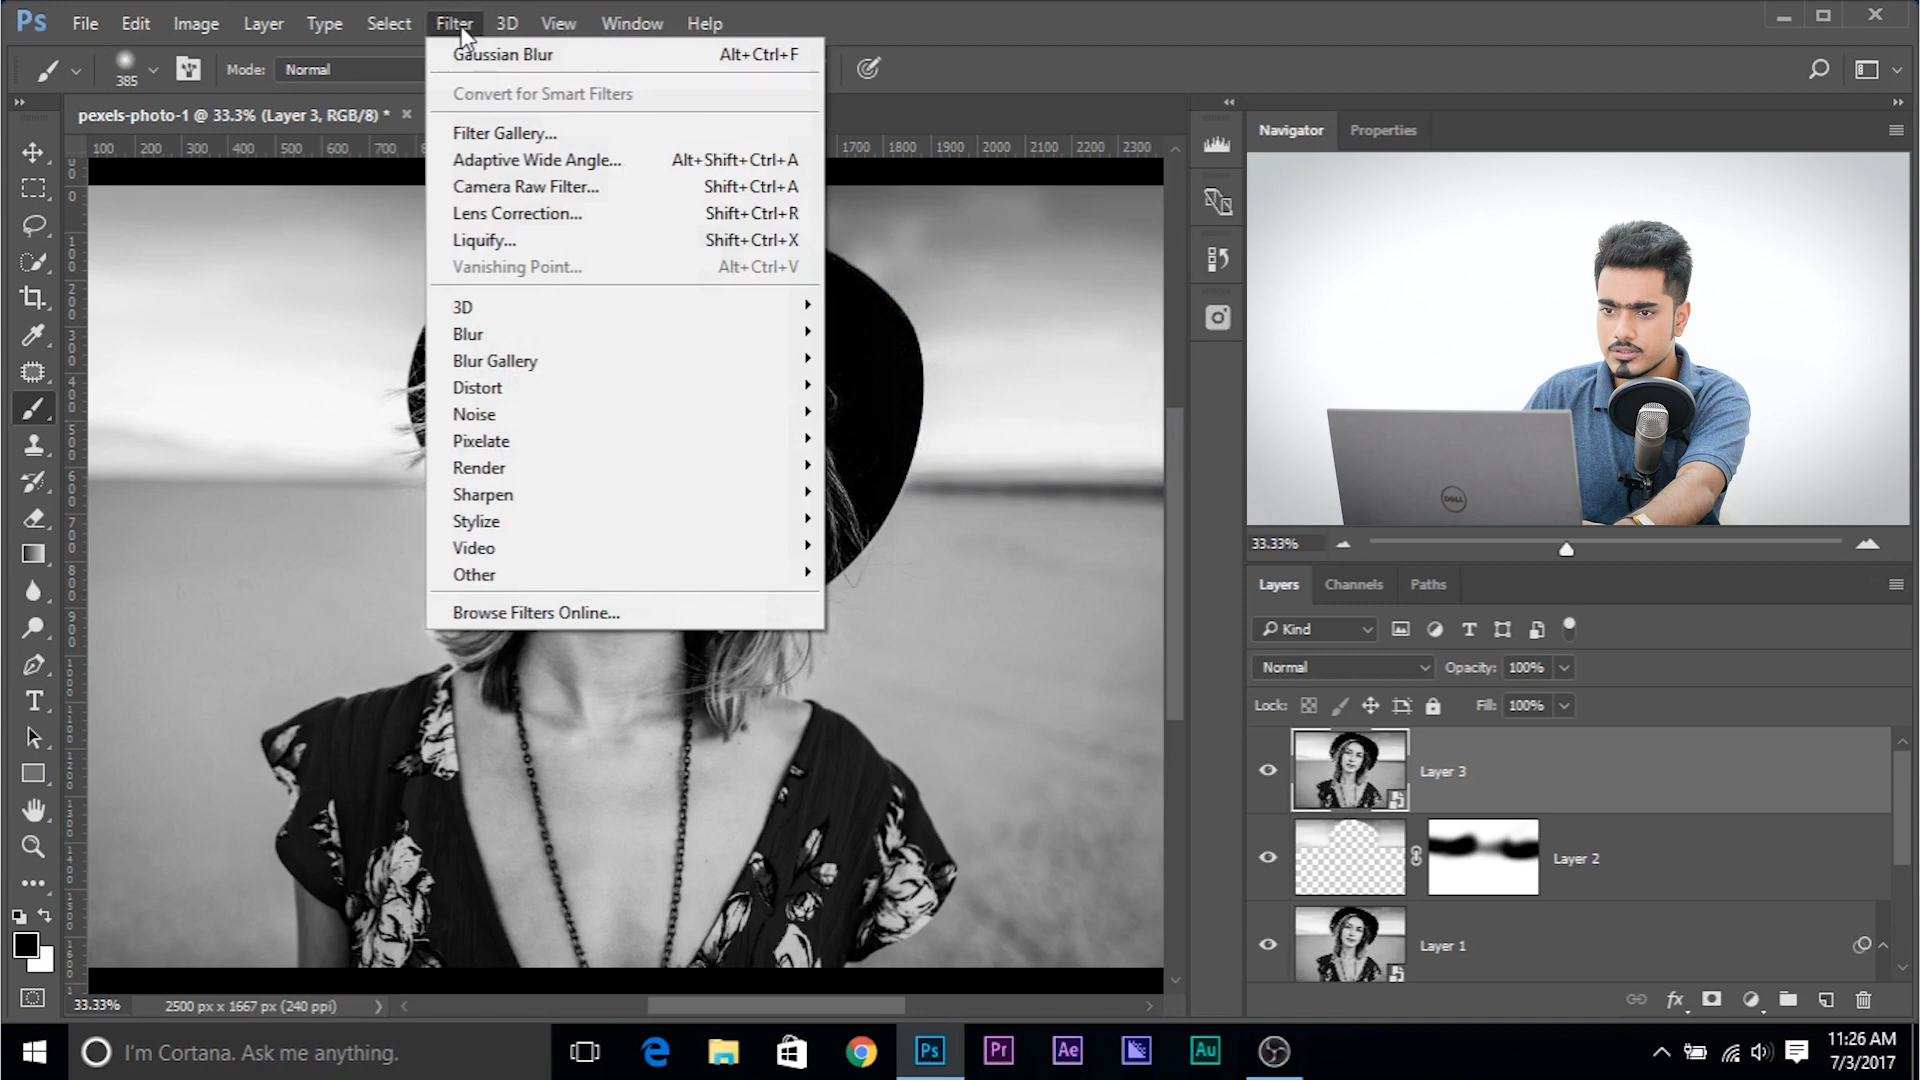 Ps File Edit Image Layer Type Select Filter 3D View Window Help
385 Mode: Normal
pexels-photo-1 @ 33.3% (Layer 3, RGB/8) *
100 200 300 400 500 600 700 1700 1800 1900 2000 2100 2200 2300
Gaussian Blur Alt+Ctrl+F
Convert for Smart Filters
Filter Gallery...
Adaptive Wide Angle... Alt+Shift+Ctrl+A
Camera Raw Filter... Shift+Ctrl+A
Lens Correction... Shift+Ctrl+R
Liquify... Shift+Ctrl+X
Vanishing Point... Alt+Ctrl+V
3D
Blur
Blur Gallery
Distort
Noise
Pixelate
Render
Sharpen
Stylize
Video
Other
Browse Filters Online...
Navigator Properties
DELL
33.33%
Layers Channels Paths
Kind
Normal Opacity: 100%
Lock: Fill: 100%
Layer 3
Layer 2
Layer 1
fx
33.33% 2500 px x 1667 px (240 ppi)
I'm Cortana. Ask me anything.
Ps Pr Ae Au
11:26 AM
7/3/2017